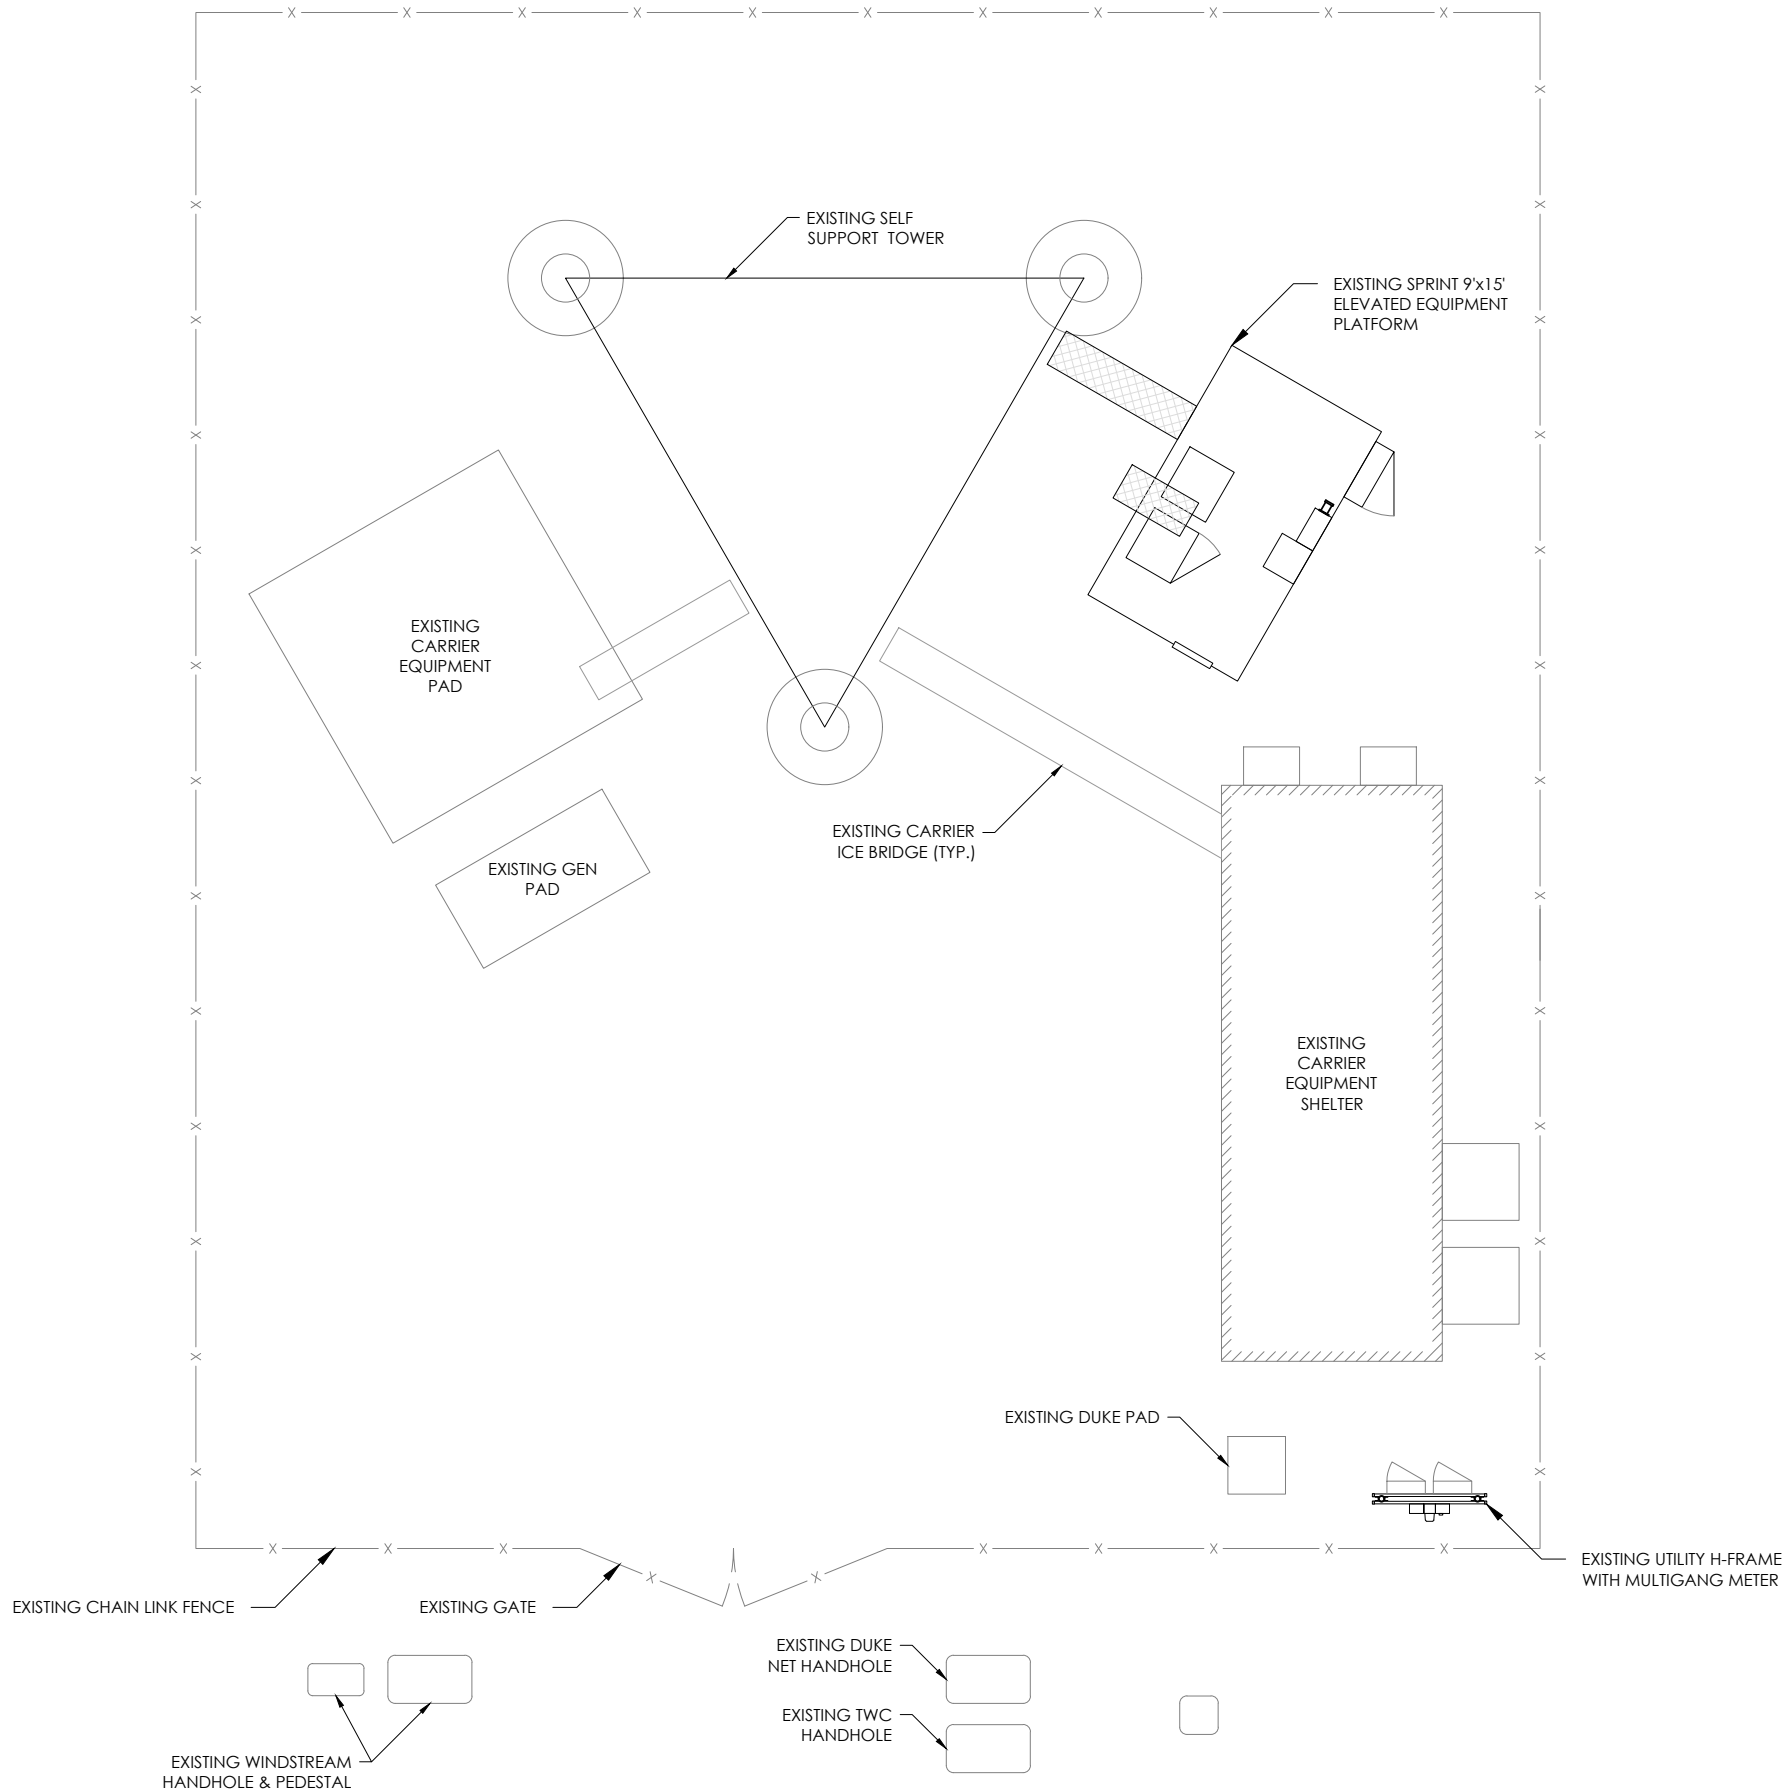 EXISTING SELF
SUPPORT TOWER
EXISTING SPRINT 9'x15'
ELEVATED EQUIPMENT
PLATFORM
EXISTING
CARRIER
EQUIPMENT
PAD
EXISTING CARRIER
ICE BRIDGE (TYP.)
EXISTING GEN
PAD
EXISTING
CARRIER
EQUIPMENT
SHELTER
EXISTING DUKE PAD
EXISTING UTILITY H-FRAME
WITH MULTIGANG METER
EXISTING CHAIN LINK FENCE
EXISTING GATE
EXISTING DUKE
NET HANDHOLE
EXISTING TWC
HANDHOLE
EXISTING WINDSTREAM
HANDHOLE & PEDESTAL